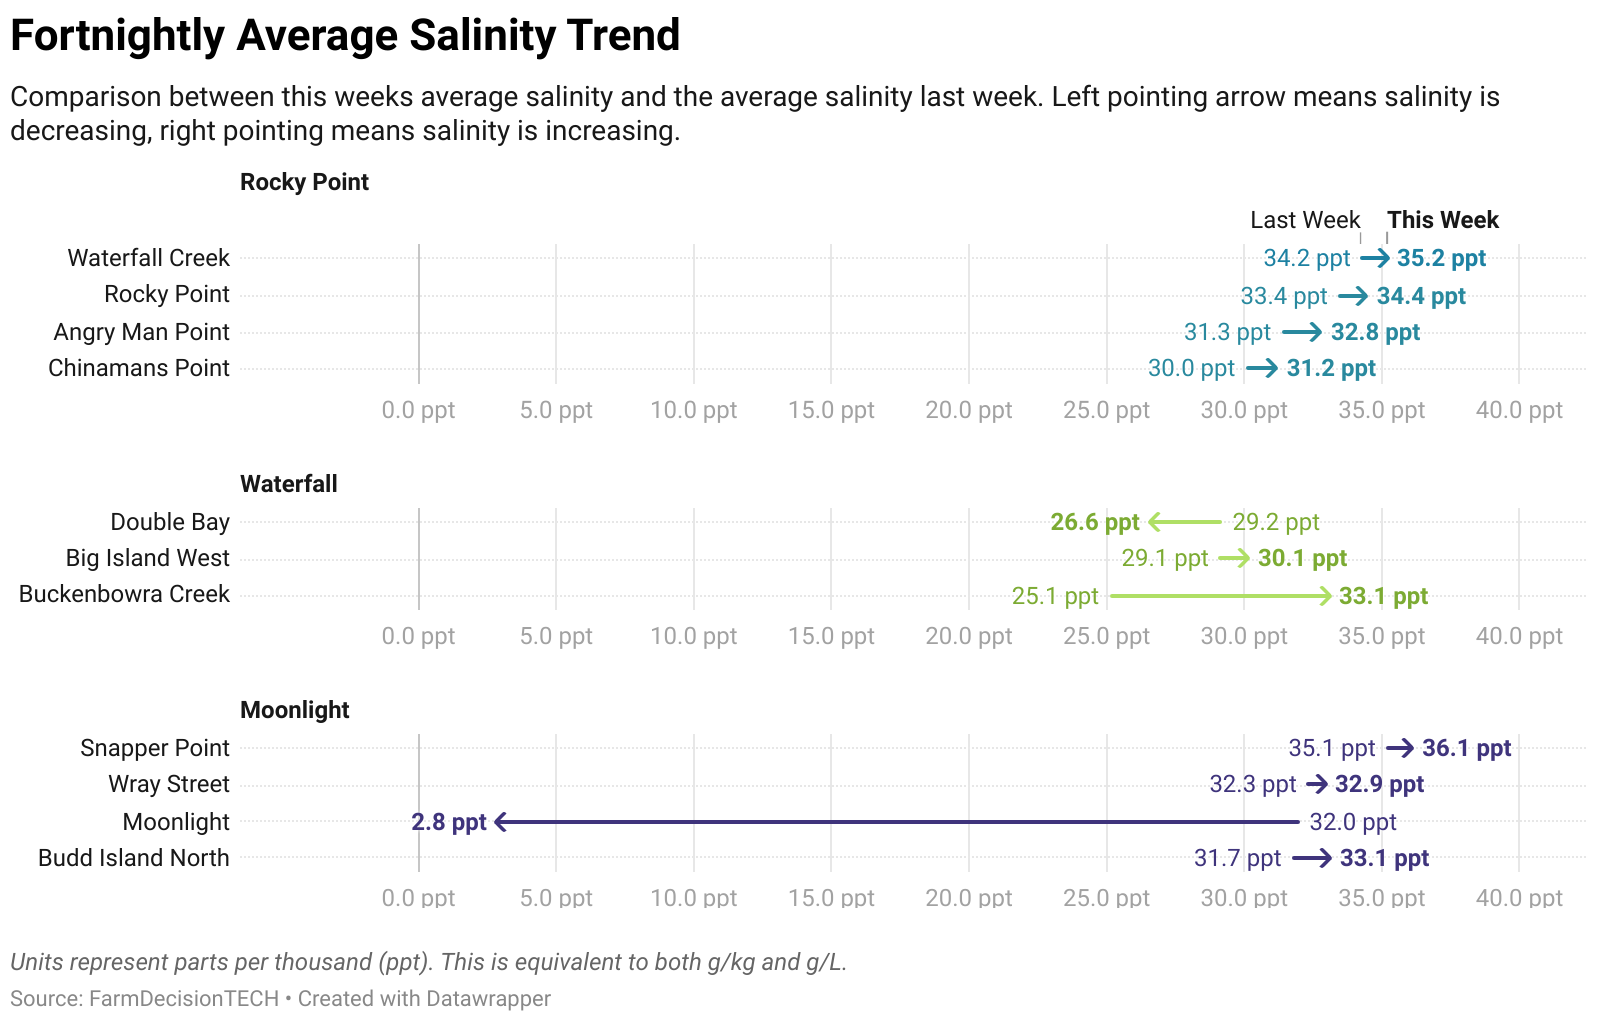 Fortnightly Average Salinity Trend
Comparison between this weeks average salinity and the average salinity last week. Left pointing arrow means salinity is
decreasing, right pointing means salinity is increasing.
Rocky Point
Last Week This Week
Waterfall Creek 34.2 ppt 35.2 ppt
Rocky Point 33.4 ppt 34.4 ppt
Angry Man Point 31.3 ppt 32.8 ppt
Chinamans Point 30.0 ppt 31.2 ppt
0.0 ppt 5.0 ppt 10.0 ppt 15.0 ppt 20.0 ppt 25.0 ppt 30.0 ppt 35.0 ppt 40.0 ppt
Waterfall
Double Bay 26.6 ppt 29.2 ppt
Big Island West 29.1 ppt 30.1 ppt
Buckenbowra Creek 25.1 ppt 33.1 ppt
0.0 ppt 5.0 ppt 10.0 ppt 15.0 ppt 20.0 ppt 25.0 ppt 30.0 ppt 35.0 ppt 40.0 ppt
Moonlight
Snapper Point 35.1 ppt 36.1 ppt
Wray Street 32.3 ppt 32.9 ppt
Moonlight 2.8 ppt 32.0 ppt
Budd Island North 31.7 ppt 33.1 ppt
0.0 ppt 5.0 ppt 10.0 ppt 15.0 ppt 20.0 ppt 25.0 ppt 30.0 ppt 35.0 ppt 40.0 ppt
Units represent parts per thousand (ppt). This is equivalent to both g/kg and g/L.
Source: FarmDecisionTECH • Created with Datawrapper